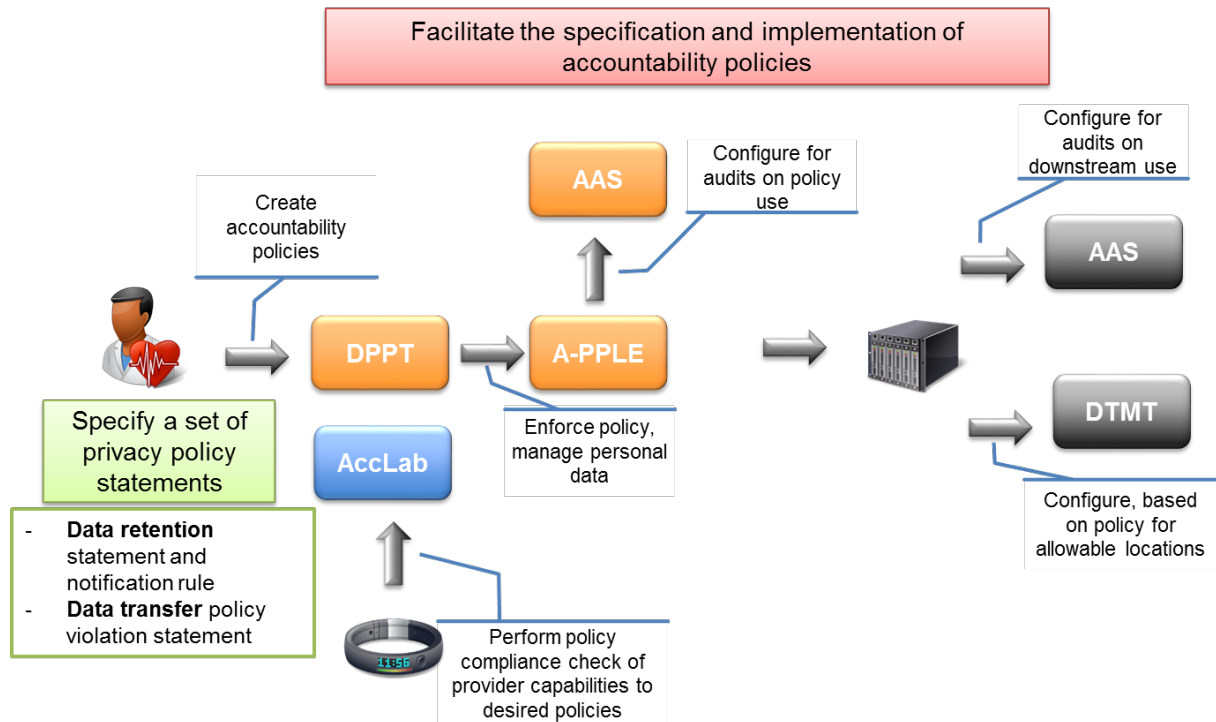 Facilitate the specification and implementation of
accountability policies
Create
accountability
policies
AAS
Configure for
audits on policy
use
Configure for
audits on
downstream use
AAS
DPPT
A-PPLE
Specify a set of
privacy policy
statements
AccLab
Enforce policy,
manage personal
data
DTMT
Configure, based
on policy for
allowable locations
- Data retention
statement and
notification rule
- Data transfer policy
violation statement
11:56
Perform policy
compliance check of
provider capabilities to
desired policies